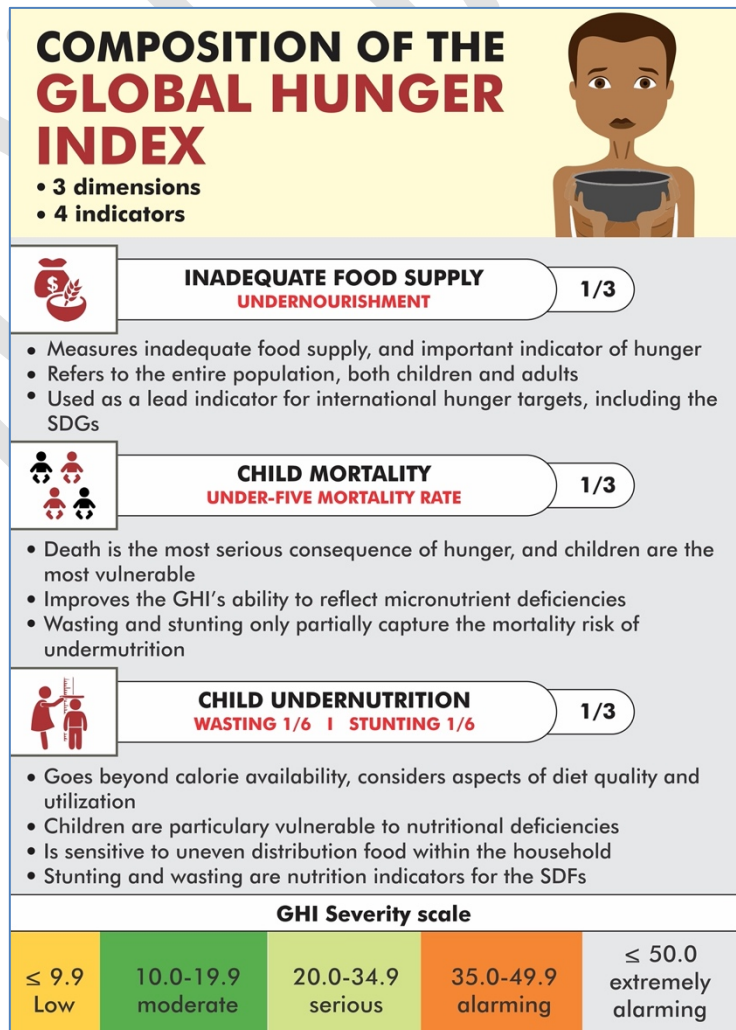 COMPOSITION OF THE
GLOBAL HUNGER
INDEX
• 3 dimensions
• 4 indicators
$
INADEQUATE FOOD SUPPLY
UNDERNOURISHMENT
1/3
• Measures inadequate food supply, and important indicator of hunger
• Refers to the entire population, both children and adults
• Used as a lead indicator for international hunger targets, including the
SDGs
CHILD MORTALITY
UNDER-FIVE MORTALITY RATE
1/3
• Death is the most serious consequence of hunger, and children are the
most vulnerable
• Improves the GHI's ability to reflect micronutrient deficiencies
• Wasting and stunting only partially capture the mortality risk of
undermutrition
CHILD UNDERNUTRITION
WASTING 1/6 I STUNTING 1/6
1/3
• Goes beyond calorie availability, considers aspects of diet quality and
utilization
• Children are particulary vulnerable to nutritional deficiencies
• Is sensitive to uneven distribution food within the household
• Stunting and wasting are nutrition indicators for the SDFs
GHI Severity scale
≤ 9.9
Low
10.0-19.9
moderate
20.0-34.9
serious
35.0-49.9
alarming
≤ 50.0
extremely
alarming